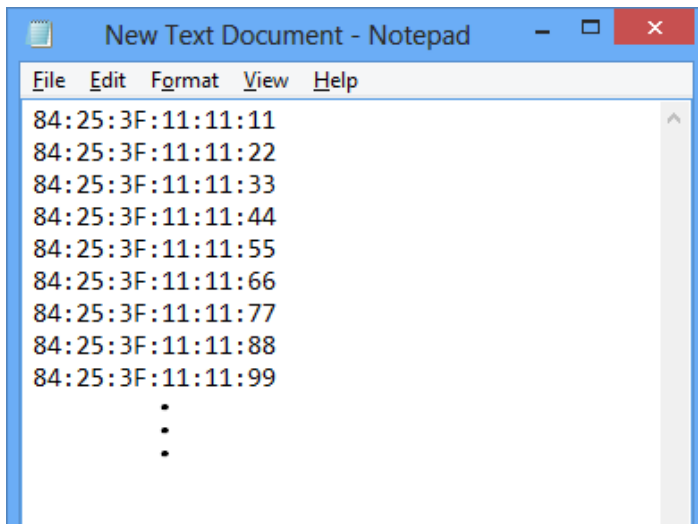 New Text Document - Notepad
File Edit Format View Help
84:25:3F:11:11:11
84:25:3F:11:11:22
84:25:3F:11:11:33
84:25:3F:11:11:44
84:25:3F:11:11:55
84:25:3F:11:11:66
84:25:3F:11:11:77
84:25:3F:11:11:88
84:25:3F:11:11:99
.
.
.